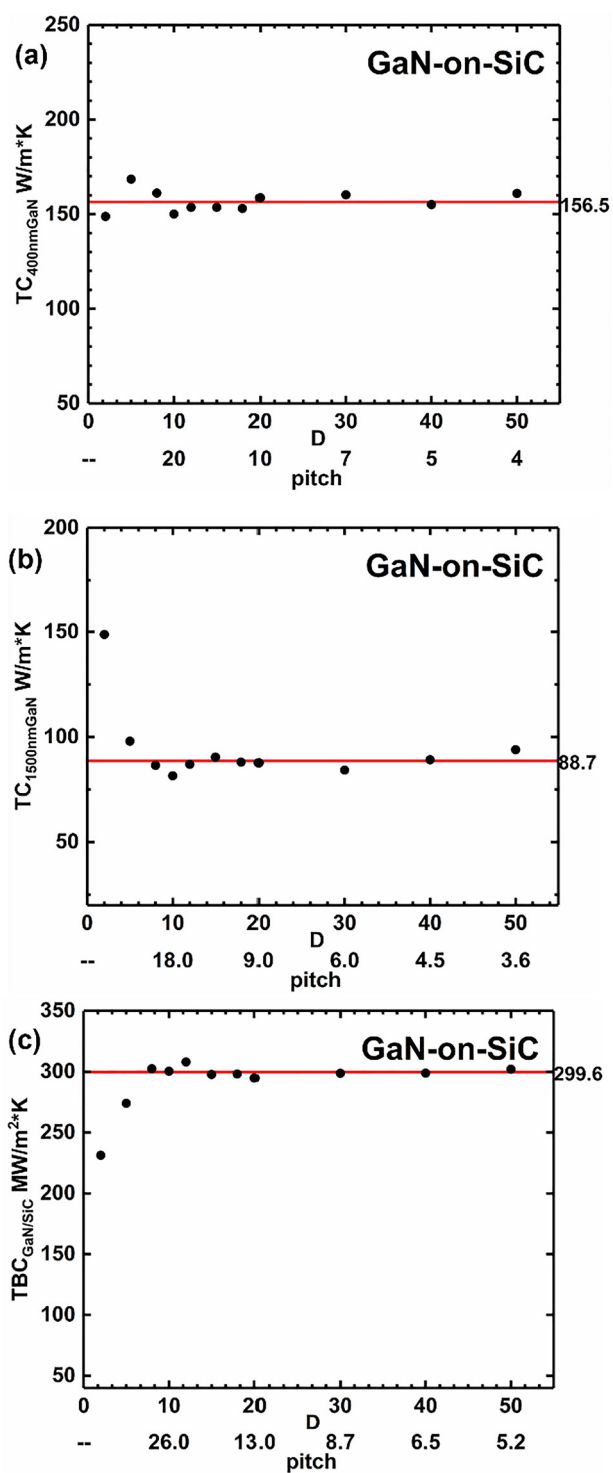 (a)
GaN-on-SiC
TC400nmGaN W/m*K
250
200
150
100
50
156.5
0 10 20 30 40 50
D
-- 20 10 7 5 4
pitch
(b)
GaN-on-SiC
TC1500nmGaN W/m*K
200
150
100
50
88.7
0 10 20 30 40 50
D
-- 18.0 9.0 6.0 4.5 3.6
pitch
(c)
GaN-on-SiC
TBCGaN/SiC MW/m²*K
350
300
250
200
150
100
50
299.6
0 10 20 30 40 50
D
-- 26.0 13.0 8.7 6.5 5.2
pitch